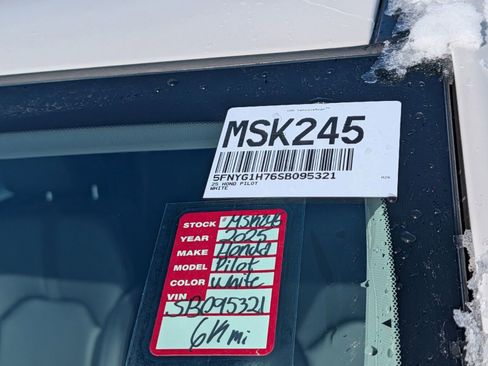 MSK245
5FNYG1H76SB095321
25 HOND PILOT
WHITE
STOCK MSK245
YEAR 2025
MAKE Honda
MODEL Pilot
COLOR White
VIN
SB095321
6K mi